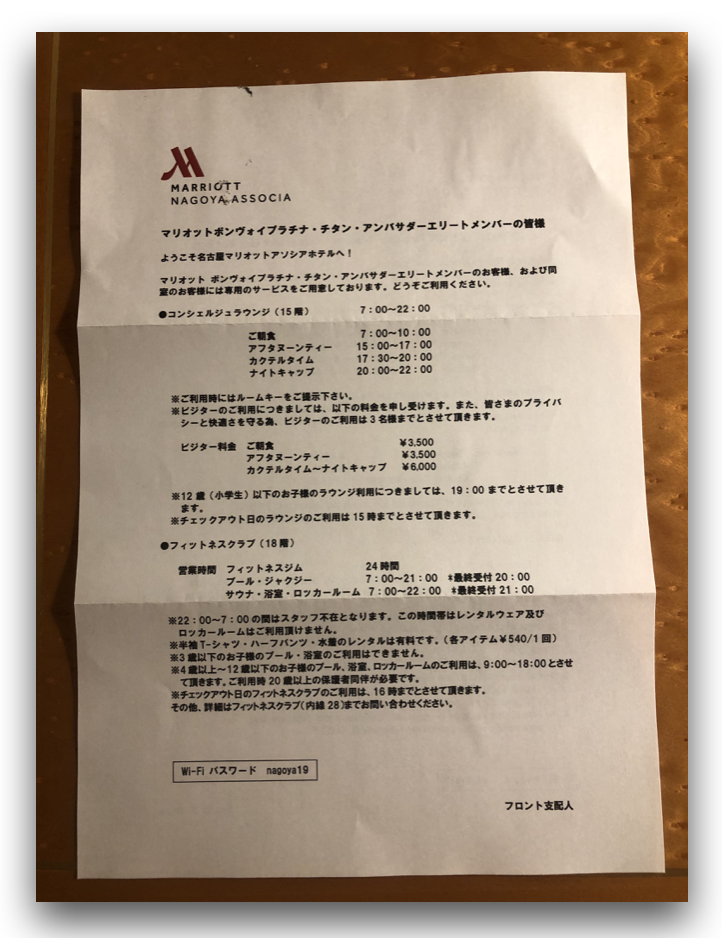 MARRIOTT
NAGOYA ASSOCIA
マリオットボンヴォイプラチナ・チタン・アンバサダーエリートメンバーの皆様
ようこそ名古屋マリオットアソシアホテルへ！
マリオット ボンヴォイプラチナ・チタン・アンバサダーエリートメンバーのお客様、および同
室のお客様には専用のサービスをご用意しております。どうぞご利用ください。
●コンシェルジュラウンジ（15 階） 7：00～22：00
ご朝食 7：00～10：00
アフタヌーンティー 15：00～17：00
カクテルタイム 17：30～20：00
ナイトキャップ 20：00～22：00
※ご利用時にはルームキーをご提示下さい。
※ビジターのご利用につきましては、以下の料金を申し受けます。また、皆さまのプライバ
シーと快適さを守る為、ビジターのご利用は 3 名様までとさせて頂きます。
ビジター料金 ご朝食 ¥3,500
アフタヌーンティー ¥3,500
カクテルタイム～ナイトキャップ ¥6,000
※12 歳（小学生）以下のお子様のラウンジ利用につきましては、19：00 までとさせて頂き
ます。
※チェックアウト日のラウンジのご利用は 15 時までとさせて頂きます。
●フィットネスクラブ（18 階）
営業時間 フィットネスジム 24 時間
プール・ジャクジー 7：00～21：00 *最終受付 20：00
サウナ・浴室・ロッカールーム 7：00～22：00 *最終受付 21：00
※22：00～7：00 の間はスタッフ不在となります。この時間帯はレンタルウェア及び
ロッカールームはご利用頂けません。
※半袖 T-シャツ・ハーフパンツ・水着のレンタルは有料です。（各アイテム¥540/1 回）
※3 歳以下のお子様のプール・浴室のご利用はできません。
※4 歳以上～12 歳以下のお子様のプール、浴室、ロッカールームのご利用は、9:00～18:00 とさせ
て頂きます。ご利用時 20 歳以上の保護者同伴が必要です。
※チェックアウト日のフィットネスクラブのご利用は、16 時までとさせて頂きます。
その他、詳細はフィットネスクラブ（内線 28）までお問い合わせください。
Wi-Fi パスワード nagoya19
フロント支配人